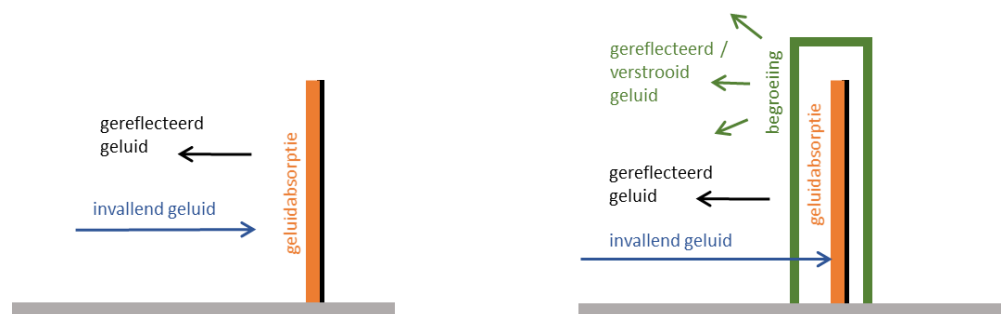 gereflecteerd
geluid
invallend geluid
geluidabsorptie
gereflecteerd /
verstrooid
geluid
begroeiing
gereflecteerd
geluid
invallend geluid
geluidabsorptie